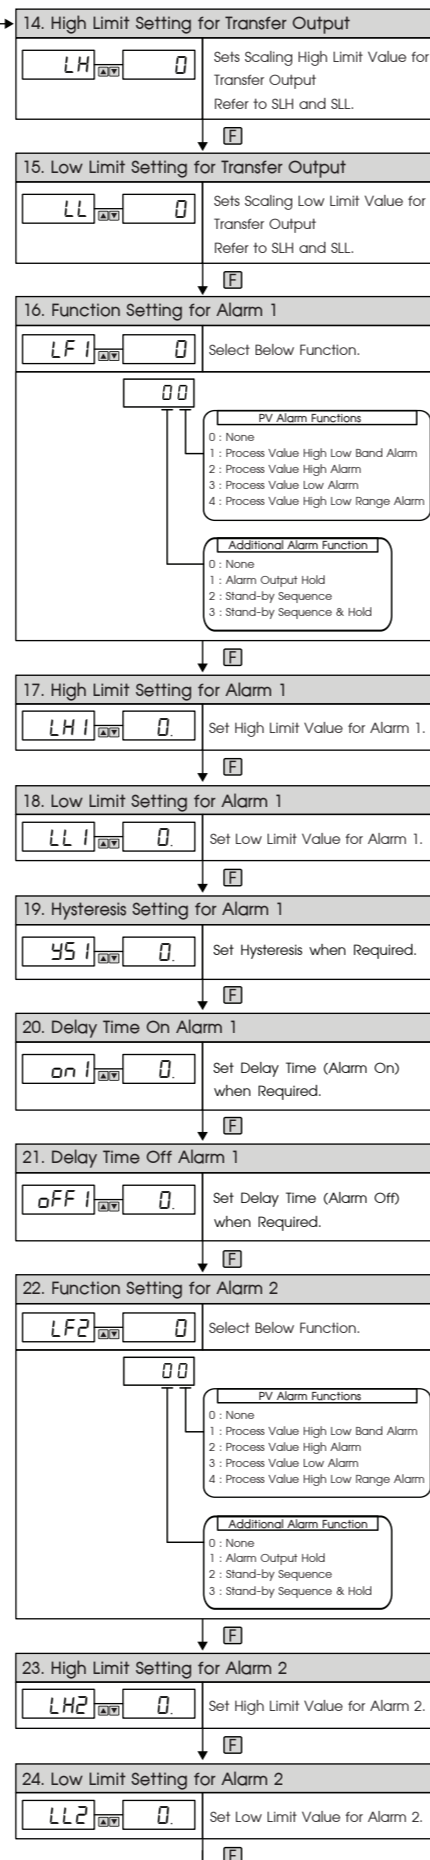 14. High Limit Setting for Transfer Output
LH 0
Sets Scaling High Limit Value for
Transfer Output
Refer to SLH and SLL.
F
15. Low Limit Setting for Transfer Output
LL 0
Sets Scaling Low Limit Value for
Transfer Output
Refer to SLH and SLL.
F
16. Function Setting for Alarm 1
LF1 0
Select Below Function.
00
PV Alarm Functions
0 : None
1 : Process Value High Low Band Alarm
2 : Process Value High Alarm
3 : Process Value Low Alarm
4 : Process Value High Low Range Alarm
Additional Alarm Function
0 : None
1 : Alarm Output Hold
2 : Stand-by Sequence
3 : Stand-by Sequence & Hold
F
17. High Limit Setting for Alarm 1
LH1 0.
Set High Limit Value for Alarm 1.
F
18. Low Limit Setting for Alarm 1
LL1 0.
Set Low Limit Value for Alarm 1.
F
19. Hysteresis Setting for Alarm 1
YS1 0.
Set Hysteresis when Required.
F
20. Delay Time On Alarm 1
on1 0.
Set Delay Time (Alarm On)
when Required.
F
21. Delay Time Off Alarm 1
oFF1 0.
Set Delay Time (Alarm Off)
when Required.
F
22. Function Setting for Alarm 2
LF2 0
Select Below Function.
00
PV Alarm Functions
0 : None
1 : Process Value High Low Band Alarm
2 : Process Value High Alarm
3 : Process Value Low Alarm
4 : Process Value High Low Range Alarm
Additional Alarm Function
0 : None
1 : Alarm Output Hold
2 : Stand-by Sequence
3 : Stand-by Sequence & Hold
F
23. High Limit Setting for Alarm 2
LH2 0.
Set High Limit Value for Alarm 2.
F
24. Low Limit Setting for Alarm 2
LL2 0.
Set Low Limit Value for Alarm 2.
F